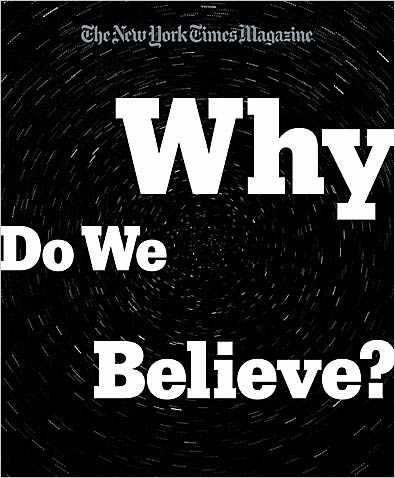 The New York Times Magazine
Why
Do We
Believe?